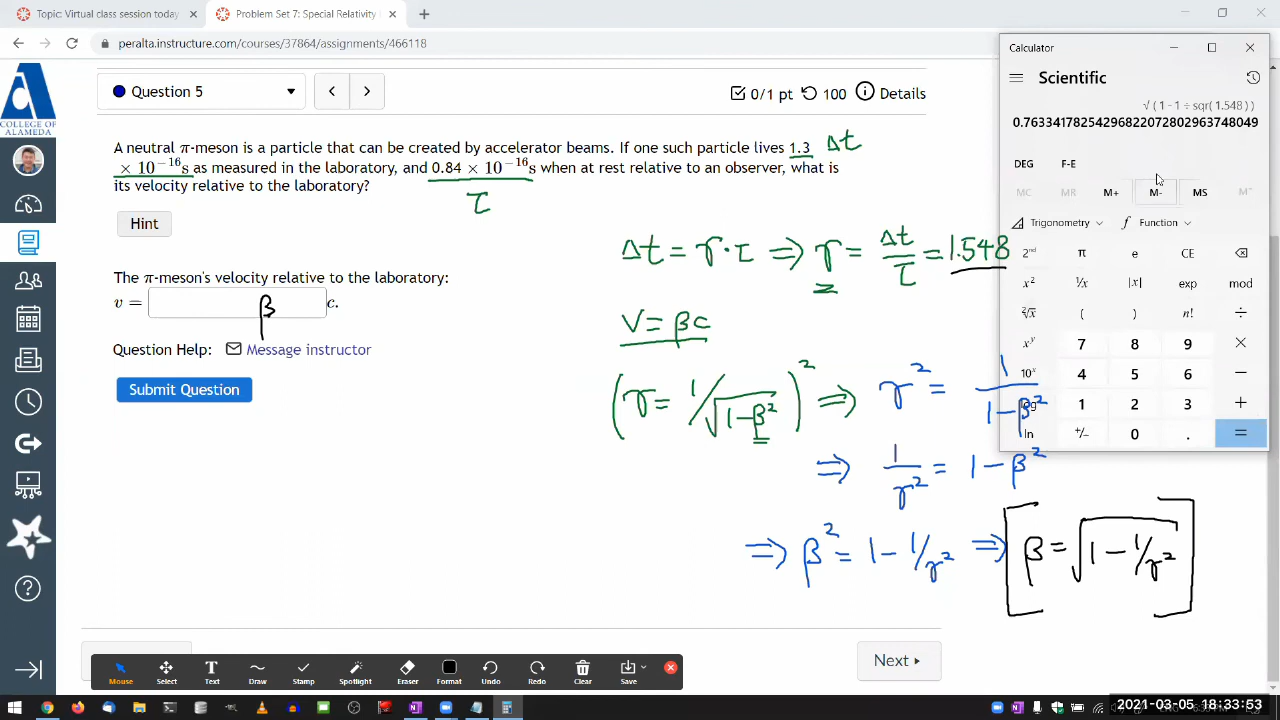 Topic: Virtual class session today
Problem Set 7: Special Relativity
peralta.instructure.com/courses/37864/assignments/466118
COLLEGE OF
ALAMEDA
Question 5
0/1 pt
100
Details
A neutral π-meson is a particle that can be created by accelerator beams. If one such particle lives 1.3
× 10⁻¹⁶s as measured in the laboratory, and 0.84 × 10⁻¹⁶s when at rest relative to an observer, what is
its velocity relative to the laboratory?
Δt
τ
Hint
The π-meson's velocity relative to the laboratory:
v = β c.
Question Help: Message instructor
Submit Question
Δt = γ·τ ⇒ γ = Δt/τ = 1.548
V = βc
(γ = 1/√(1-β²))² ⇒ γ² = 1/(1-β²)
⇒ 1/γ² = 1 - β²
⇒ β² = 1 - 1/γ² ⇒ [β = √(1 - 1/γ²)]
Next
Mouse Select Text Draw Stamp Spotlight Eraser Format Undo Redo Clear Save
Calculator
Scientific
√ ( 1 - 1 ÷ sqr( 1.548 ) )
0.76334178254296822072802963748049
DEG F-E
MC MR M+ M- MS M˅
Trigonometry f Function
2ⁿᵈ π e CE
x² ¹/x |x| exp mod
²√x ( ) n! ÷
xʸ 7 8 9 ×
10ˣ 4 5 6 −
log 1 2 3 +
ln +/− 0 . =
2021-03-05 18:33:53